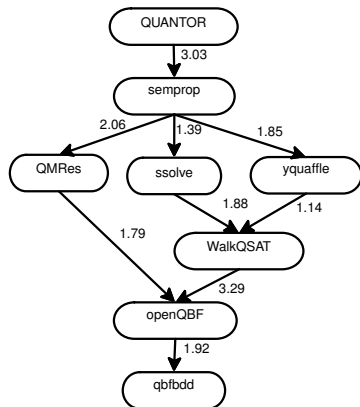 QUANTOR
3.03
semprop
2.06
1.39
1.85
QMRes
ssolve
yquaffle
1.88
1.14
1.79
WalkQSAT
3.29
openQBF
1.92
qbfbdd